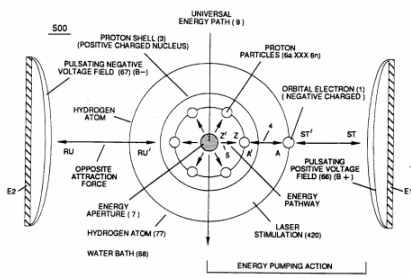 UNIVERSAL
ENERGY PATH (9)
500
PROTON SHELL (3)
(POSITIVE CHARGED NUCLEUS)
PROTON
PARTICLES (6a XXX 6n)
PULSATING NEGATIVE
VOLTAGE FIELD (67) (B–)
ORBITAL ELECTRON (1)
(NEGATIVE CHARGED)
HYDROGEN
ATOM
4
Z' Z
ST' ST
RU RU'
A' A
5
OPPOSITE
ATTRACTION
FORCE
PULSATING
POSITIVE VOLTAGE
FIELD (66) (B+)
E2
E1
ENERGY
APERTURE (7)
ENERGY
PATHWAY
HYDROGEN ATOM (77)
LASER
STIMULATION (420)
WATER BATH (68)
ENERGY PUMPING ACTION